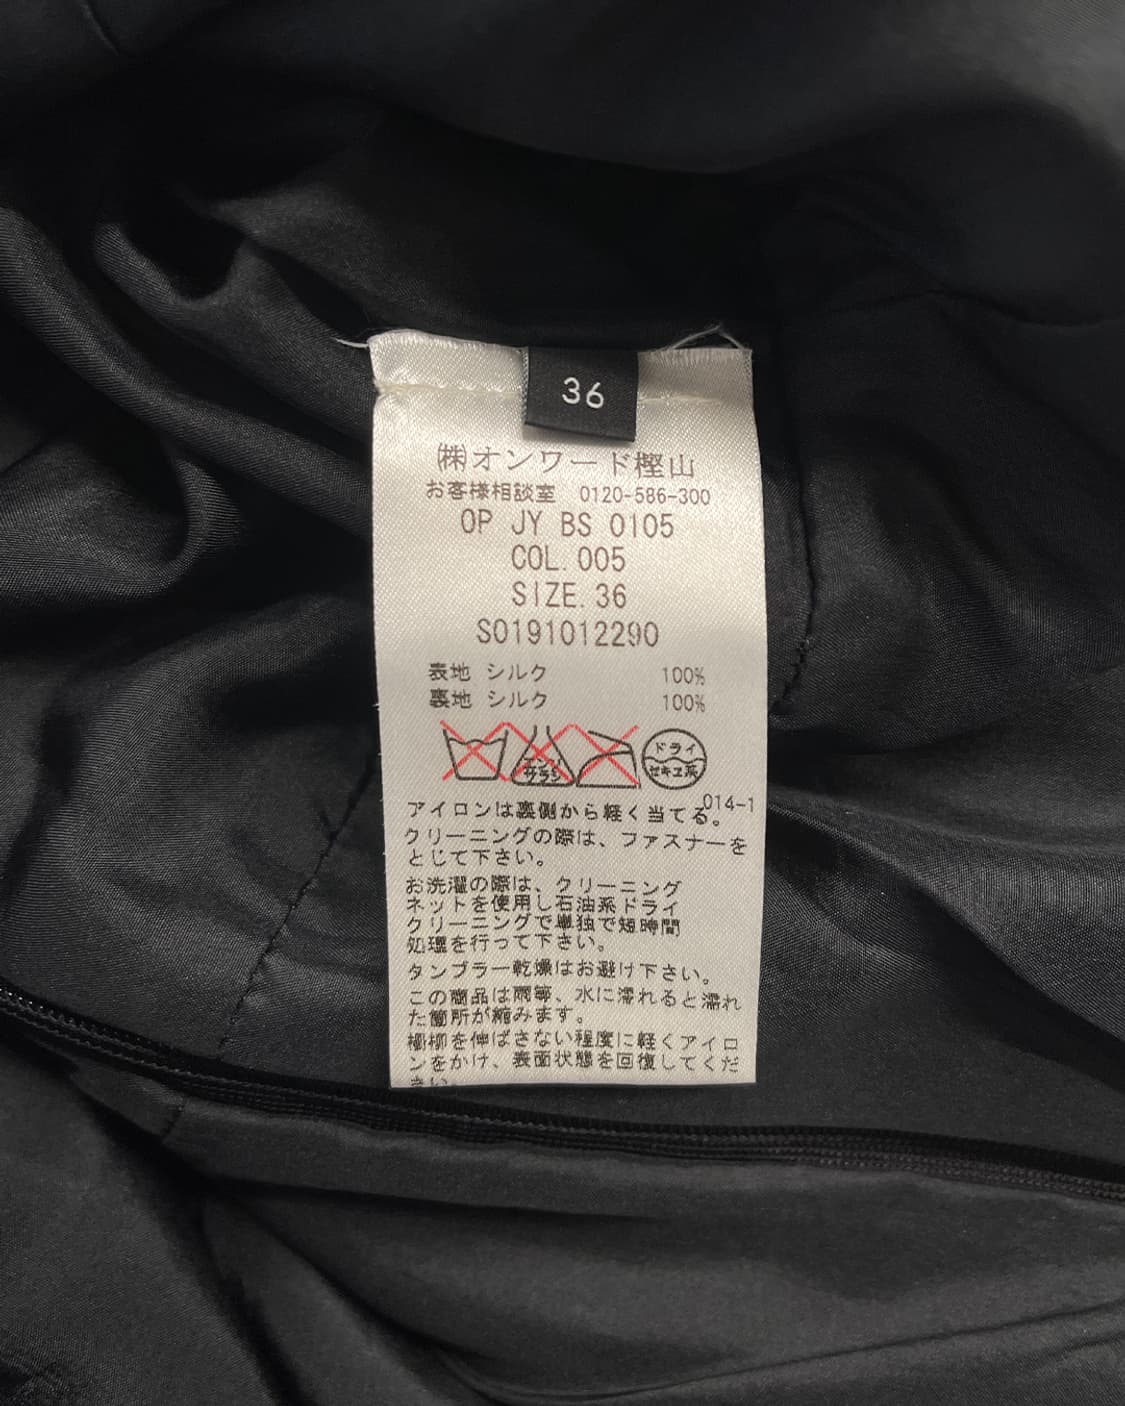 36
㈱オンワード樫山
お客様相談室 0120-586-300
OP JY BS 0105
COL.005
SIZE.36
S0191012290
表地 シルク 100%
裏地 シルク 100%
サラシ
ドライ
セキユ系
014-1
アイロンは裏側から軽く当てる。
クリーニングの際は、ファスナーを
とじて下さい。
お洗濯の際は、クリーニング
ネットを使用し石油系ドライ
クリーニングで単独で短時間
処理を行って下さい。
タンブラー乾燥はお避け下さい。
この商品は雨等、水に濡れると濡れ
た箇所が縮みます。
を伸ばさない程度に軽くアイロ
ンをかけ、表面状態を回復してくだ
さい。